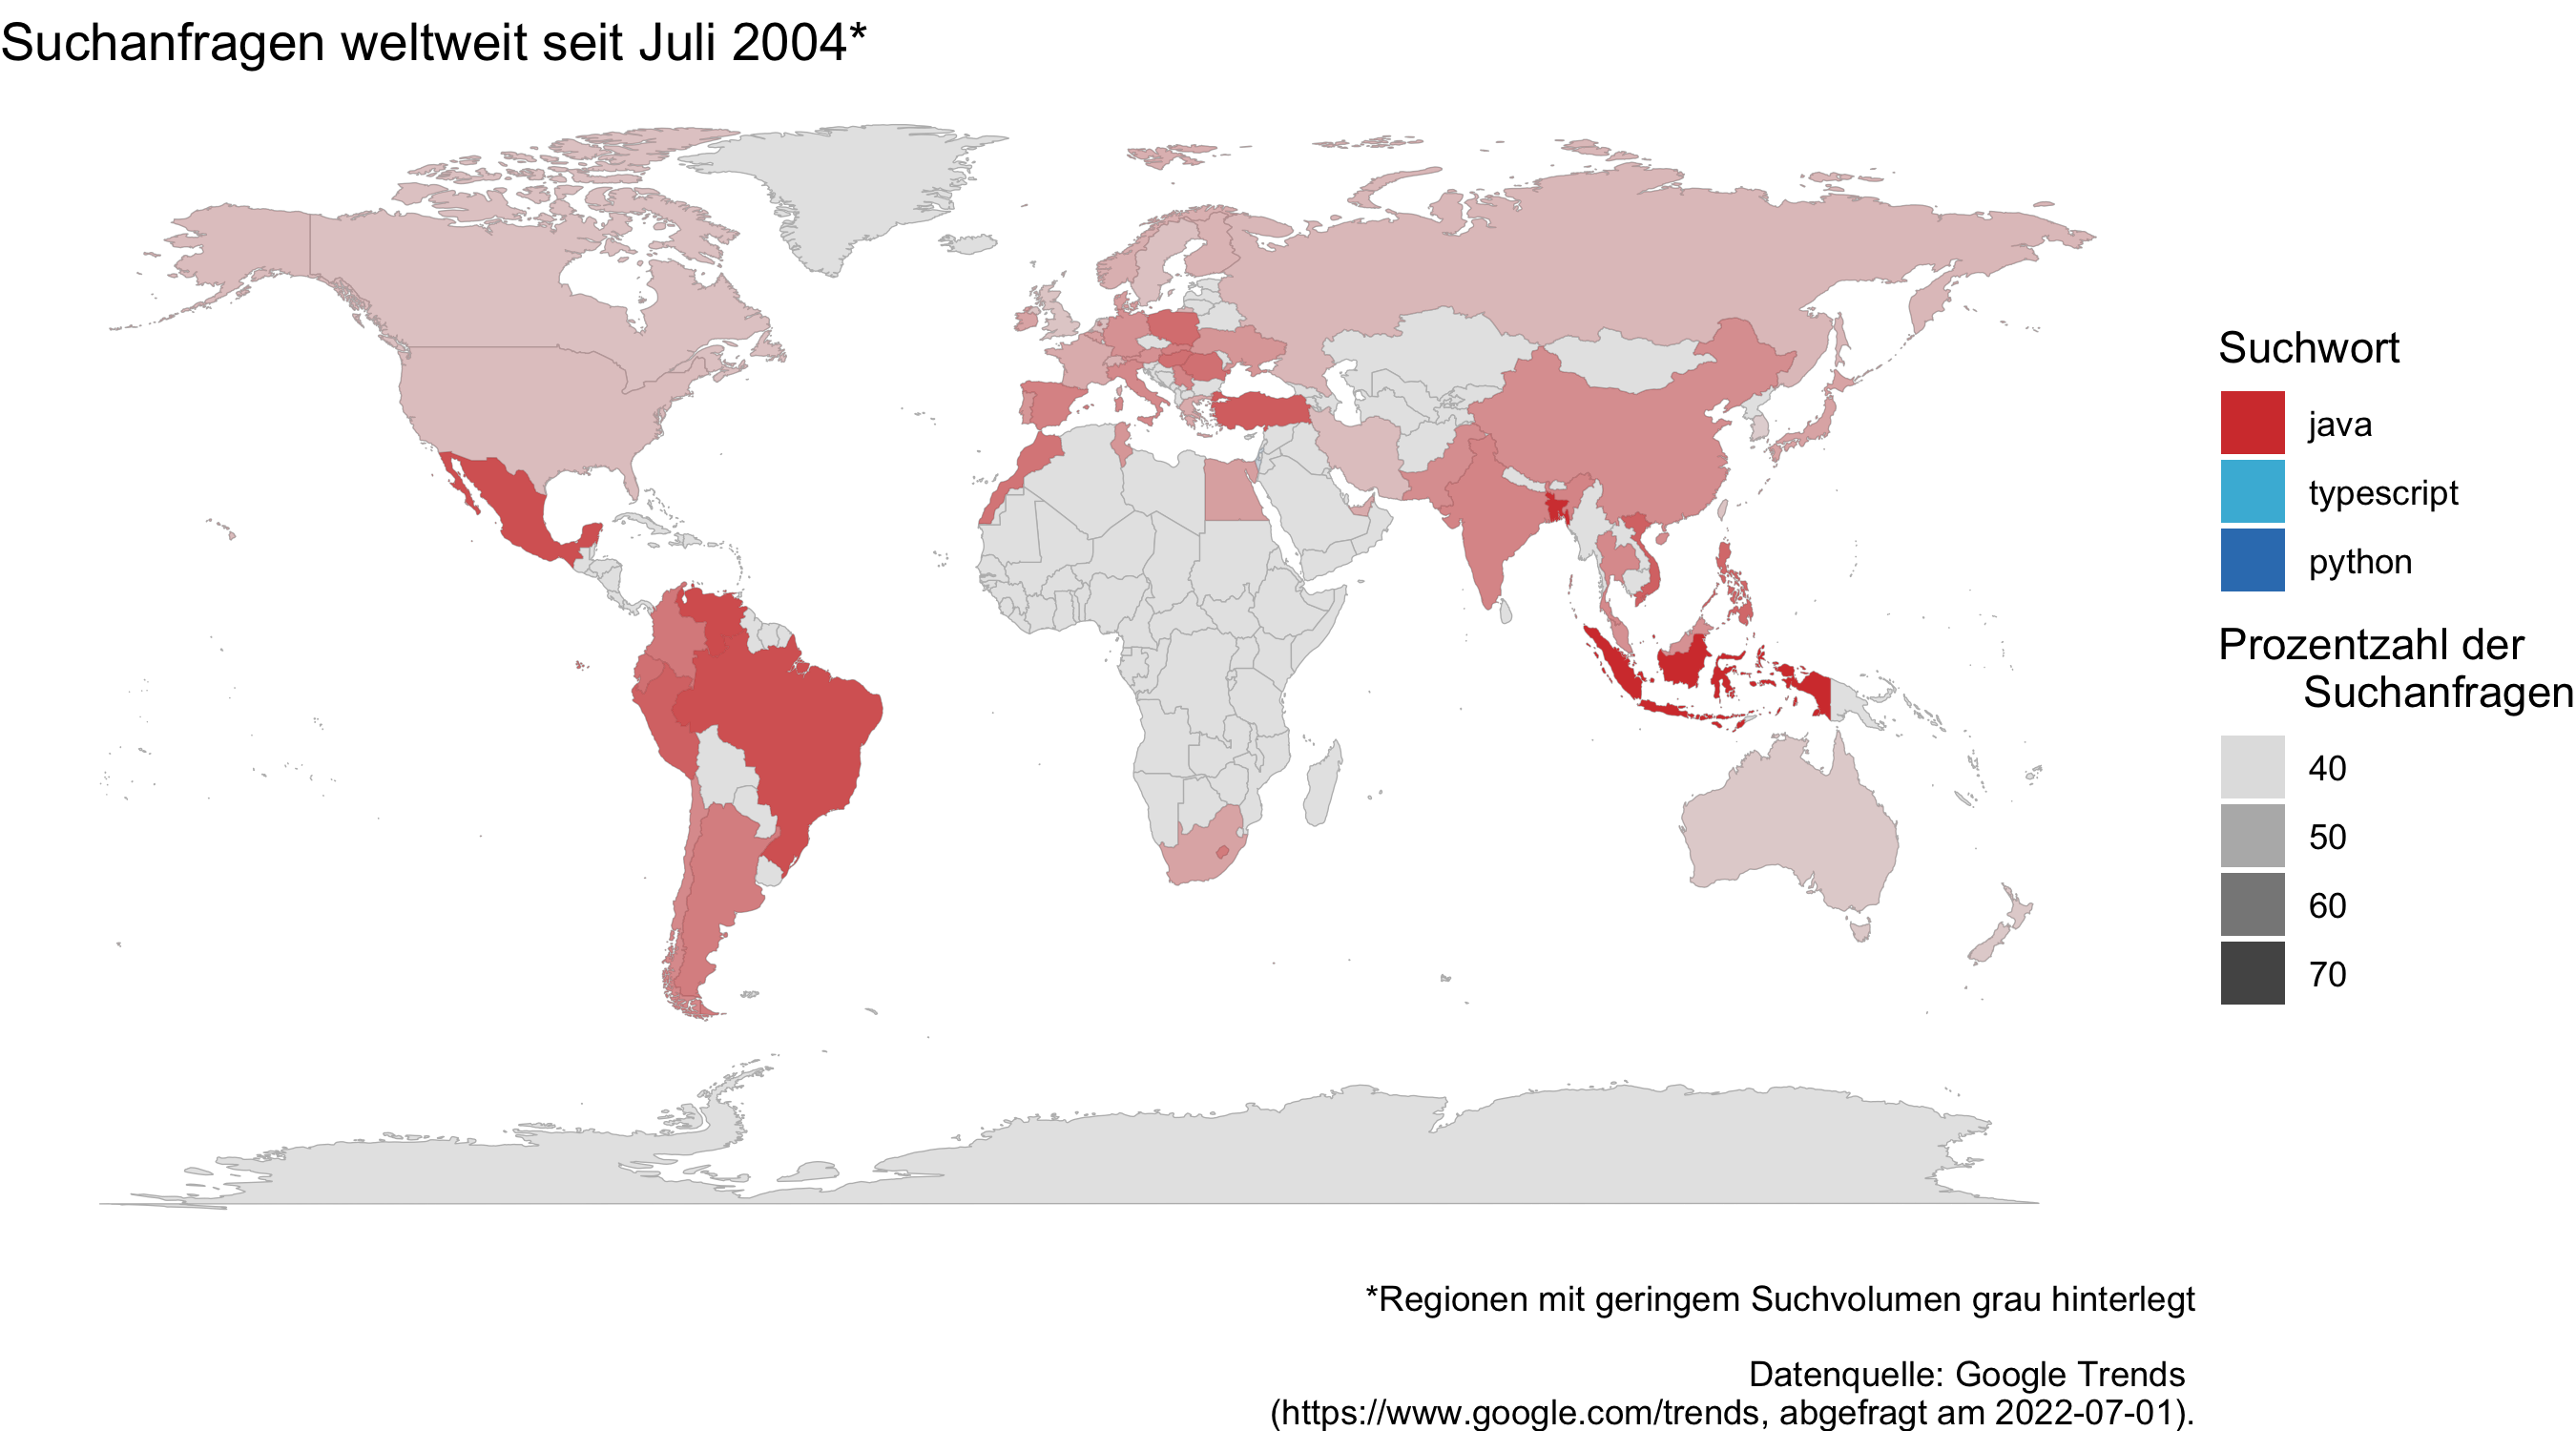 Suchanfragen weltweit seit Juli 2004*
Suchwort
java
typescript
python
Prozentzahl der
Suchanfragen
40
50
60
70
*Regionen mit geringem Suchvolumen grau hinterlegt
Datenquelle: Google Trends
(https://www.google.com/trends, abgefragt am 2022-07-01).